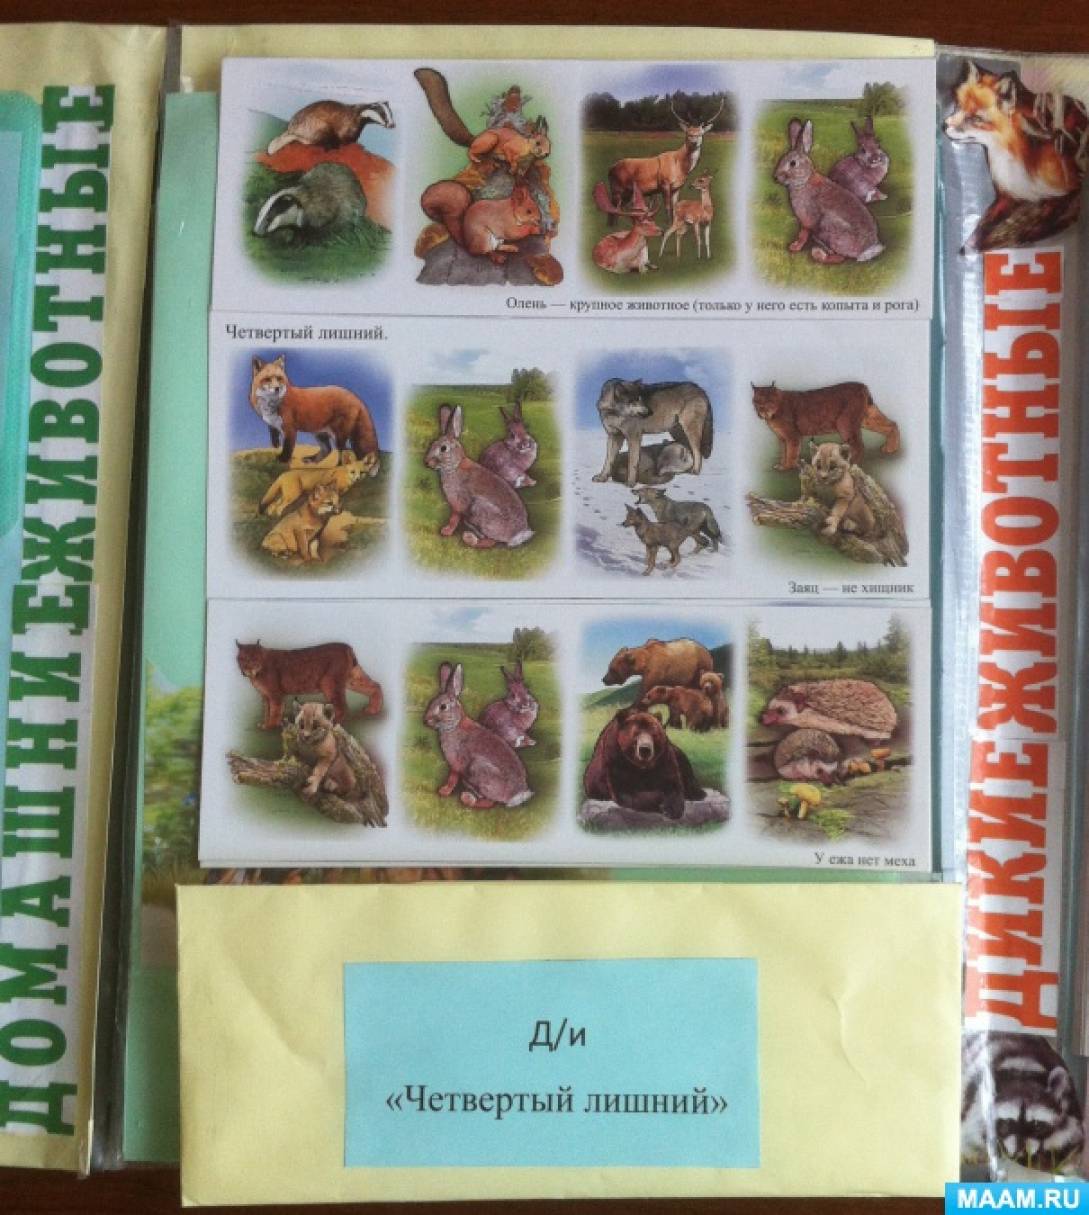 ДОМАШНИЕ ЖИВОТНЫЕ
Олень — крупное животное (только у него есть копыта и рога)
Четвертый лишний.
Заяц — не хищник
У ежа нет меха
Д/и
«Четвертый лишний»
ДИКИЕ ЖИВОТНЫЕ
MAAM.RU